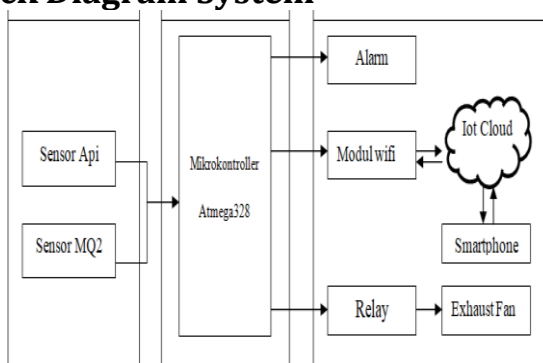 Diagram System
Alarm
Sensor Api
Sensor MQ2
Mikrokontroller
Atmega328
Modul wifi
Iot Cloud
Smartphone
Relay
Exhaust Fan